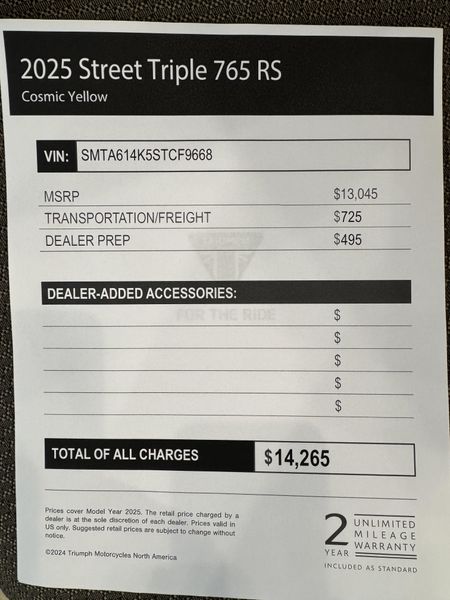 2025 Street Triple 765 RS
Cosmic Yellow
VIN: SMTA614K5STCF9668
MSRP $13,045
TRANSPORTATION/FREIGHT $725
DEALER PREP $495
FOR THE RIDE
DEALER-ADDED ACCESSORIES:
$
$
$
$
$
TOTAL OF ALL CHARGES $14,265
Prices cover Model Year 2025. The retail price charged by a
dealer is at the sole discretion of each dealer. Prices valid in
US only. Suggested retail prices are subject to change without
notice.
©2024 Triumph Motorcycles North America
2 YEAR
UNLIMITED
MILEAGE
WARRANTY
INCLUDED AS STANDARD